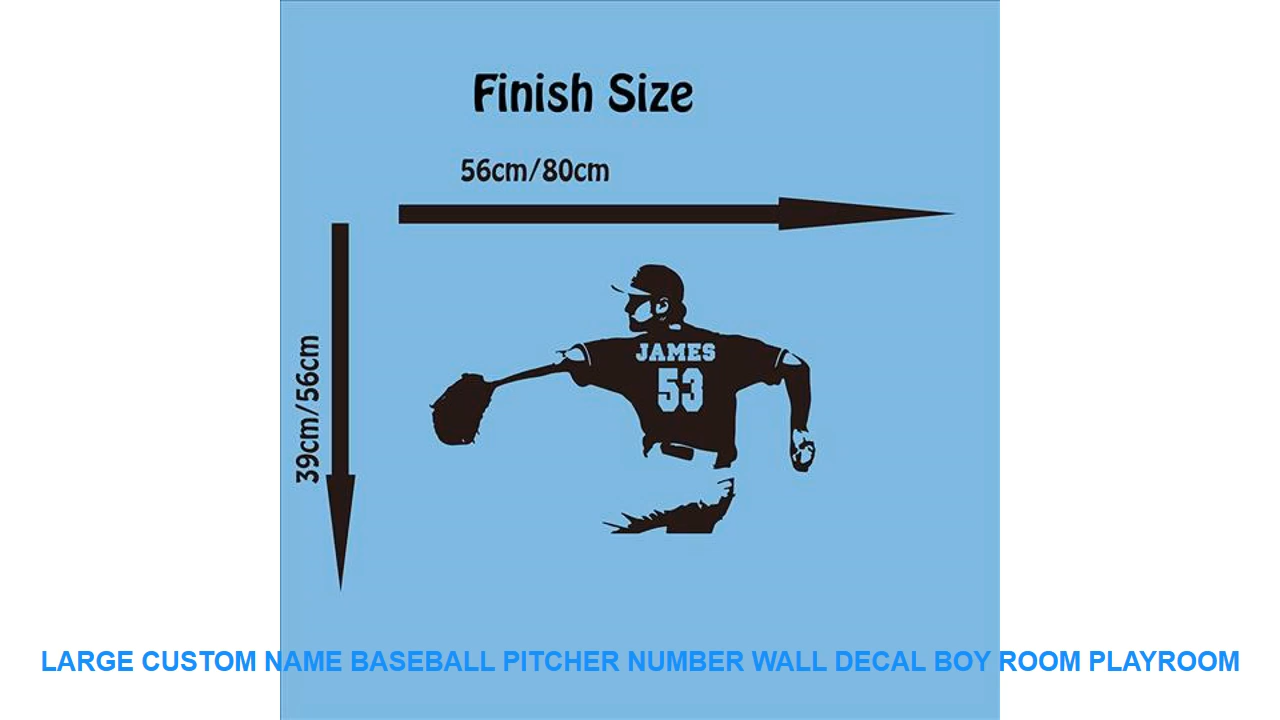 Finish Size
56cm/80cm
39cm/56cm
JAMES
53
LARGE CUSTOM NAME BASEBALL PITCHER NUMBER WALL DECAL BOY ROOM PLAYROOM